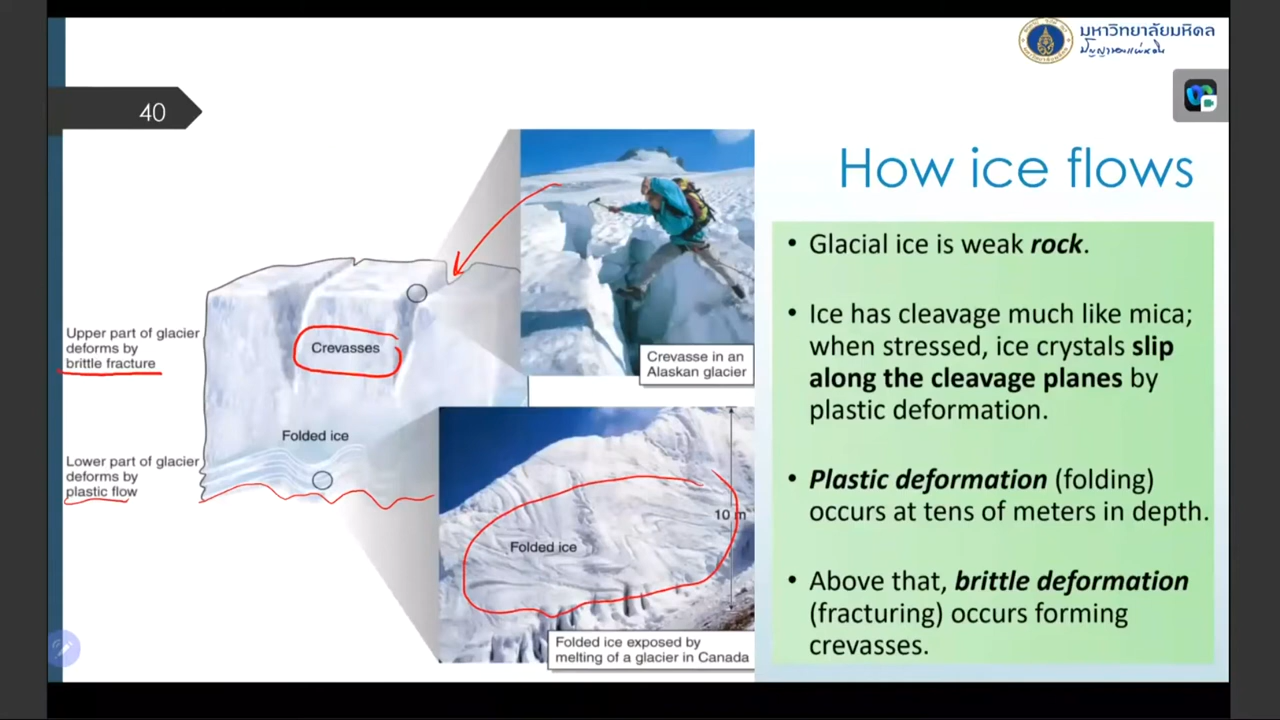 มหาวิทยาลัยมหิดล
ปัญญาของแผ่นดิน
40
How ice flows
Upper part of glacier
deforms by
brittle fracture
Crevasses
Folded ice
Lower part of glacier
deforms by
plastic flow
Crevasse in an
Alaskan glacier
10 m
Folded ice
Folded ice exposed by
melting of a glacier in Canada
• Glacial ice is weak rock.
• Ice has cleavage much like mica;
when stressed, ice crystals slip
along the cleavage planes by
plastic deformation.
• Plastic deformation (folding)
occurs at tens of meters in depth.
• Above that, brittle deformation
(fracturing) occurs forming
crevasses.